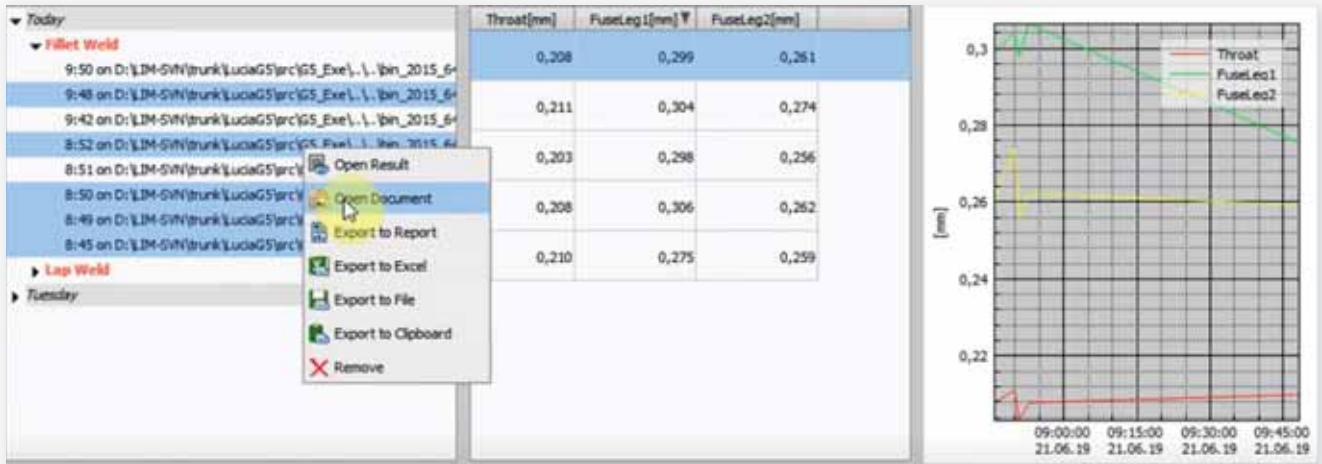 Today
Fillet Weld
9:50 on D:\LIM-SVN\trunk\LuciaG5\src\G5_Exe\..\..\bin_2015_64
9:48 on D:\LIM-SVN\trunk\LuciaG5\src\G5_Exe\..\..\bin_2015_64
9:42 on D:\LIM-SVN\trunk\LuciaG5\src\G5_Exe\..\..\bin_2015_64
8:52 on D:\LIM-SVN\trunk\LuciaG5\src\G5_Exe\..\..\bin_2015_64
8:51 on D:\LIM-SVN\trunk\LuciaG5\src\
8:50 on D:\LIM-SVN\trunk\LuciaG5\src\
8:49 on D:\LIM-SVN\trunk\LuciaG5\src\
8:45 on D:\LIM-SVN\trunk\LuciaG5\src\
Lap Weld
Tuesday
Open Result
Open Document
Export to Report
Export to Excel
Export to File
Export to Clipboard
Remove
Throat[mm] FuseLeg1[mm] FuseLeg2[mm]
0,208 0,299 0,261
0,211 0,304 0,274
0,203 0,298 0,256
0,208 0,306 0,262
0,210 0,275 0,259
Throat
FuseLeg1
FuseLeg2
[mm]
0,3
0,28
0,26
0,24
0,22
09:00:00 09:15:00 09:30:00 09:45:00
21.06.19 21.06.19 21.06.19 21.06.19